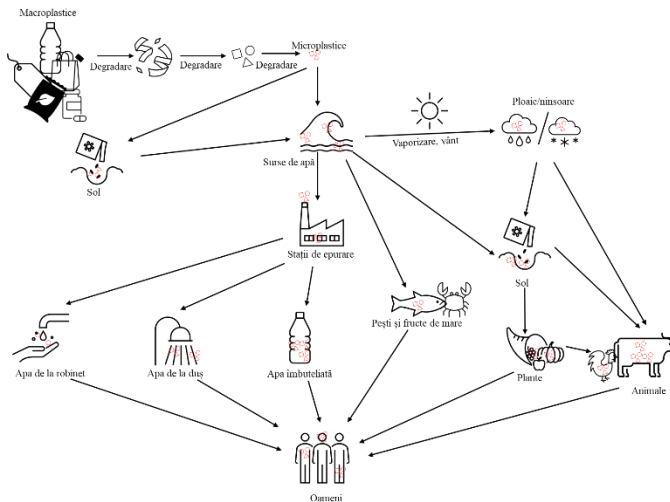 Macroplastice
Degradare
Degradare
Degradare
Microplastice
Sol
Surse de apă
Vaporizare, vânt
Ploaie/ninsoare
Stații de epurare
Sol
Apa de la robinet
Apa de la duș
Apa îmbuteliată
Pești și fructe de mare
Plante
Animale
Oameni